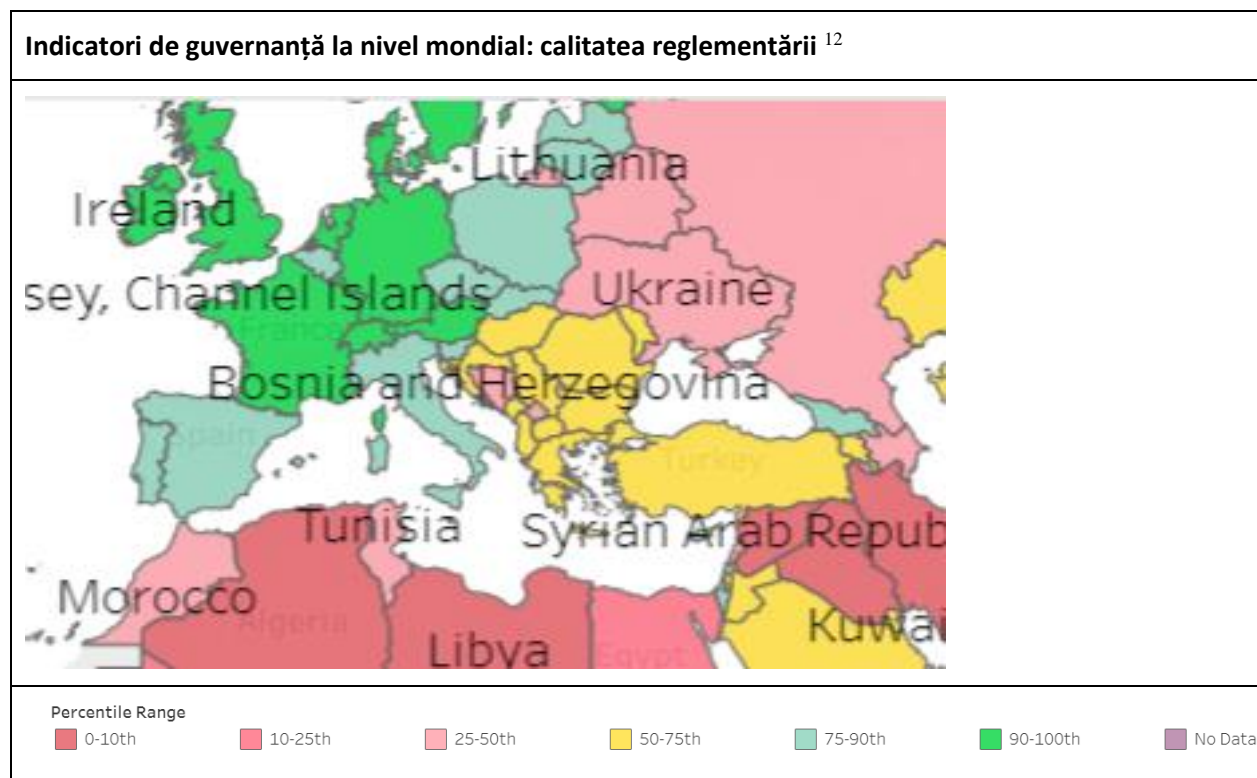 Indicatori de guvernanță la nivel mondial: calitatea reglementării 12
Lithuania
Ireland
Ukraine
sey, Channel Islands
France
Bosnia and Herzegovina
Spain
Turkey
Tunisia
Syrian Arab Repub
Morocco
Algeria
Kuwai
Libya
Egypt
Percentile Range
0-10th 10-25th 25-50th 50-75th 75-90th 90-100th No Data